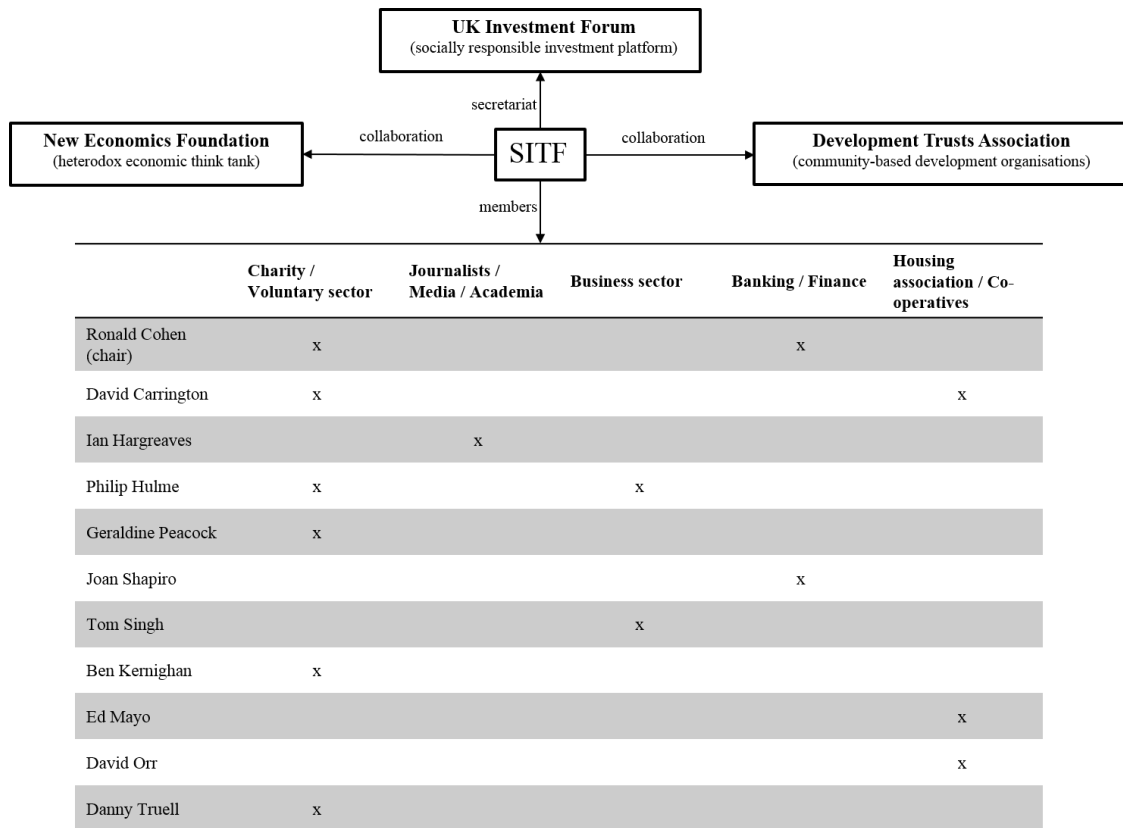 UK Investment Forum
(socially responsible investment platform)
secretariat
New Economics Foundation
(heterodox economic think tank)
collaboration
SITF
collaboration
Development Trusts Association
(community-based development organisations)
members
Charity /
Voluntary sector
Journalists /
Media / Academia
Business sector
Banking / Finance
Housing
association / Co-
operatives
Ronald Cohen
(chair)
x x
David Carrington x x
Ian Hargreaves x
Philip Hulme x x
Geraldine Peacock x
Joan Shapiro x
Tom Singh x
Ben Kernighan x
Ed Mayo x
David Orr x
Danny Truell x